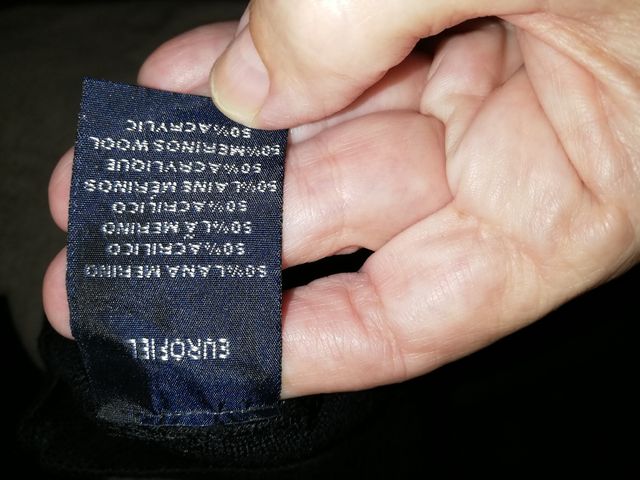 EUROFIEL
50% LANA MERINO
50% ACRILICO
50% LÃ MERINO
50% ACRILICO
50% LAINE MERINOS
50% ACRYLIQUE
50% MERINOS WOOL
50% ACRYLIC